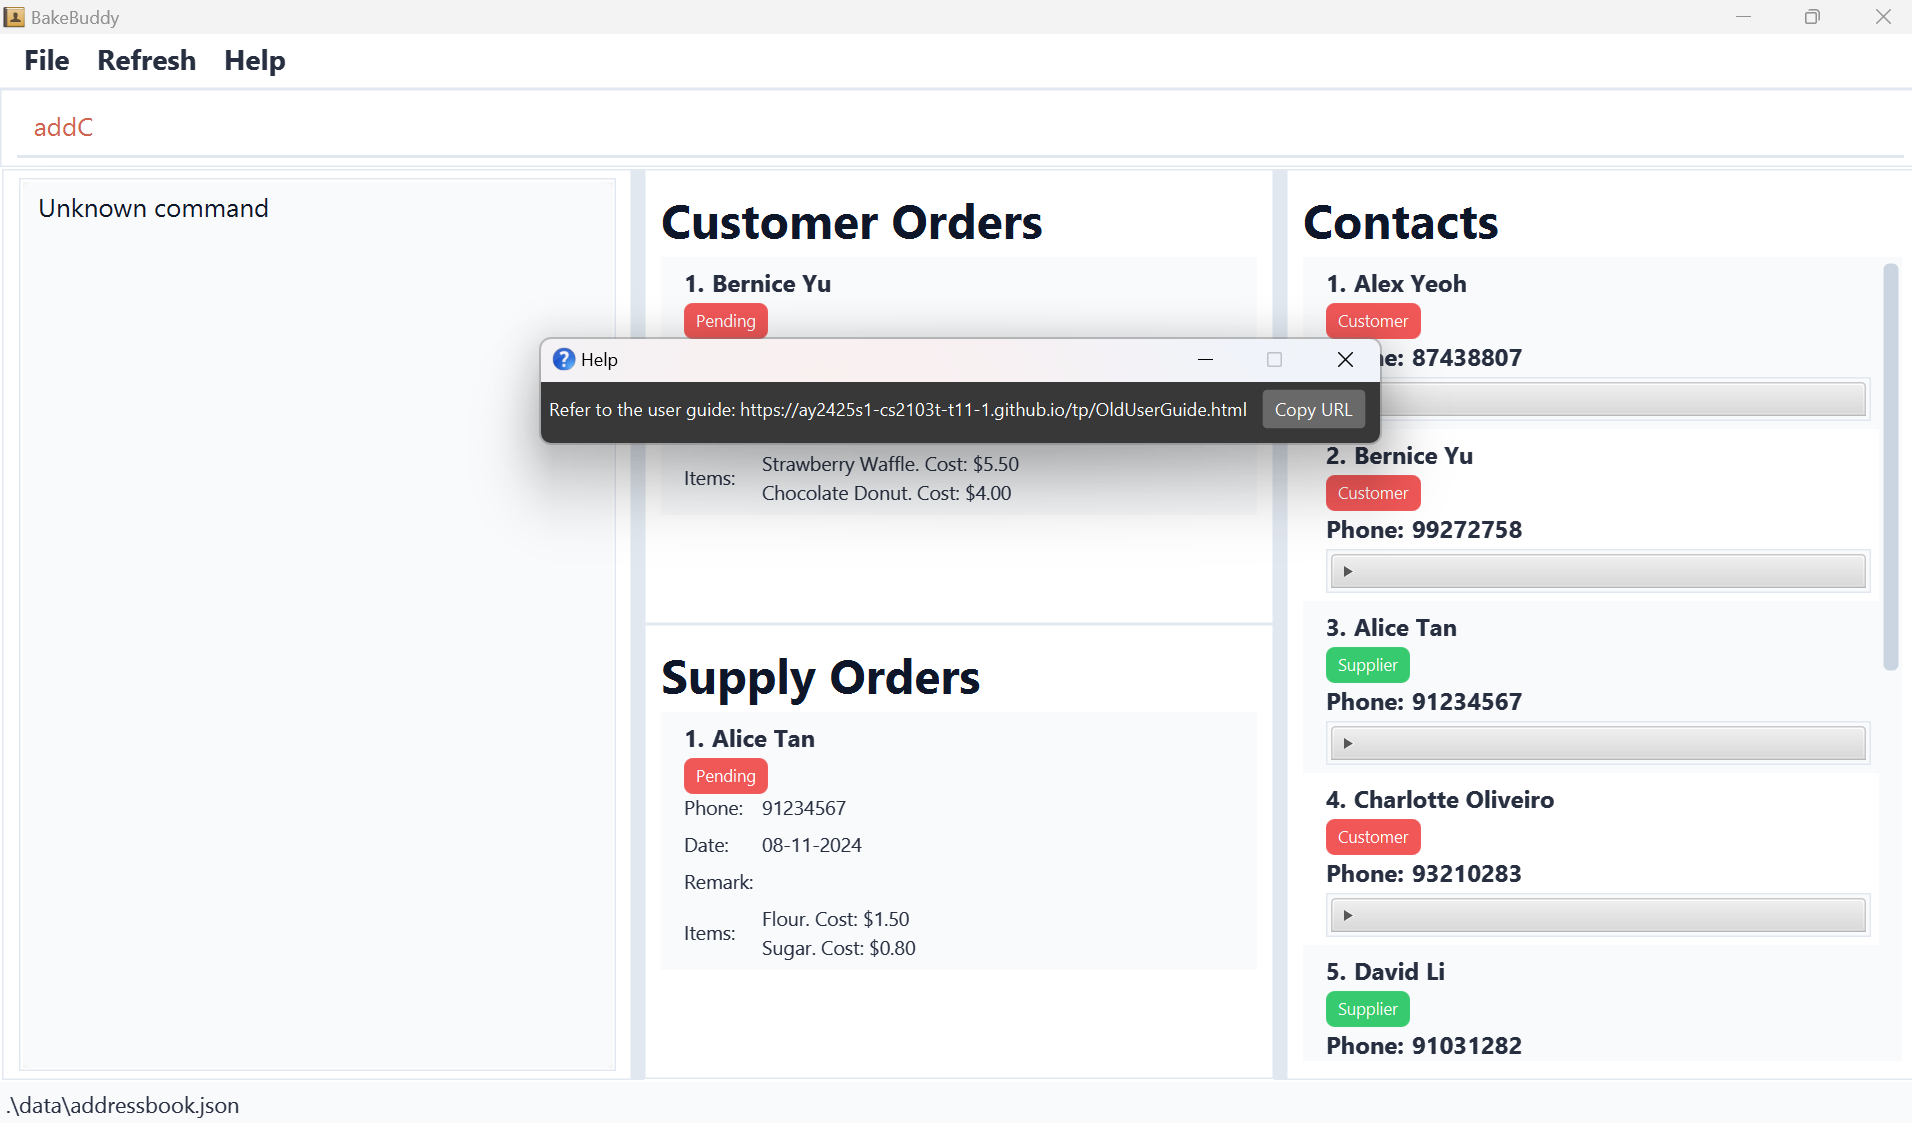 BakeBuddy
File Refresh Help
addC
Unknown command
Customer Orders
1. Bernice Yu
Pending
Items:
Strawberry Waffle. Cost: $5.50
Chocolate Donut. Cost: $4.00
Supply Orders
1. Alice Tan
Pending
Phone: 91234567
Date: 08-11-2024
Remark:
Items:
Flour. Cost: $1.50
Sugar. Cost: $0.80
Contacts
1. Alex Yeoh
Customer
ne: 87438807
2. Bernice Yu
Customer
Phone: 99272758
3. Alice Tan
Supplier
Phone: 91234567
4. Charlotte Oliveiro
Customer
Phone: 93210283
5. David Li
Supplier
Phone: 91031282
Help
Refer to the user guide: https://ay2425s1-cs2103t-t11-1.github.io/tp/OldUserGuide.html Copy URL
.\data\addressbook.json